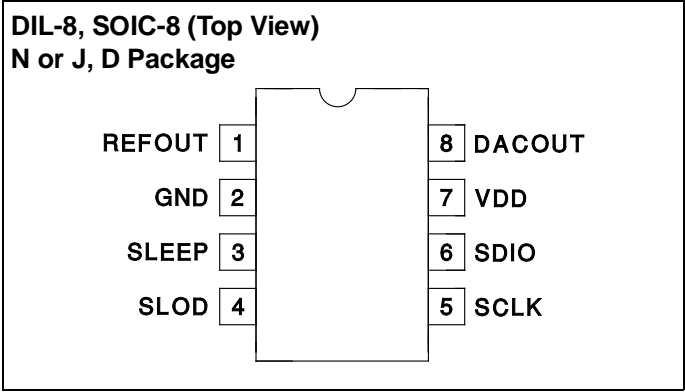 DIL-8, SOIC-8 (Top View)
N or J, D Package
REFOUT 1 8 DACOUT
GND 2 7 VDD
SLEEP 3 6 SDIO
SLOD 4 5 SCLK